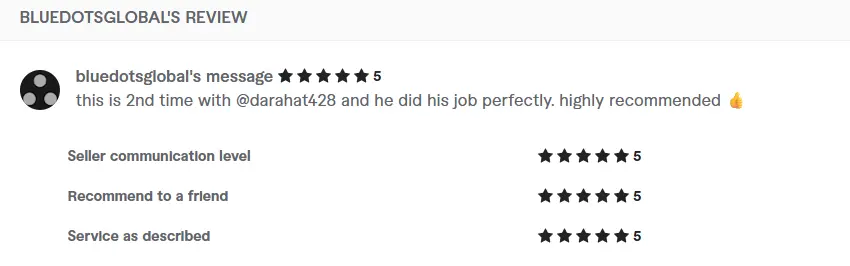 BLUEDOTSGLOBAL'S REVIEW
bluedotsglobal's message ★★★★★ 5
this is 2nd time with @darahat428 and he did his job perfectly. highly recommended 👍
Seller communication level ★★★★★ 5
Recommend to a friend ★★★★★ 5
Service as described ★★★★★ 5